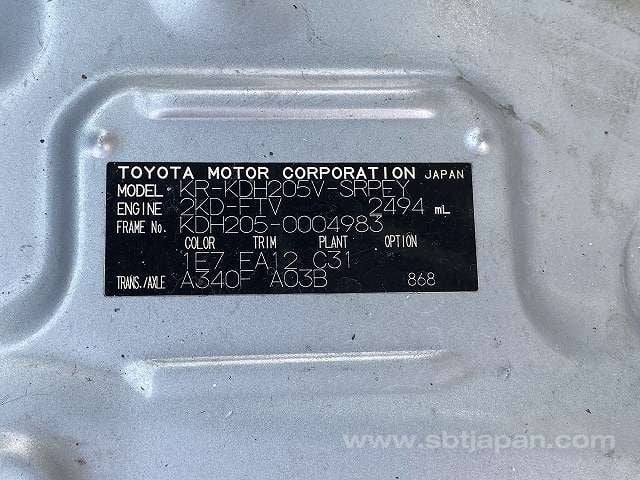 TOYOTA MOTOR CORPORATION JAPAN
MODEL KR-KDH205V-SRPEY
ENGINE 2KD-FTV 2494 mL
FRAME No. KDH205-0004983
COLOR TRIM PLANT OPTION
1E7 FA12 C31
TRANS./AXLE A340F A03B 868
www.sbtjapan.com